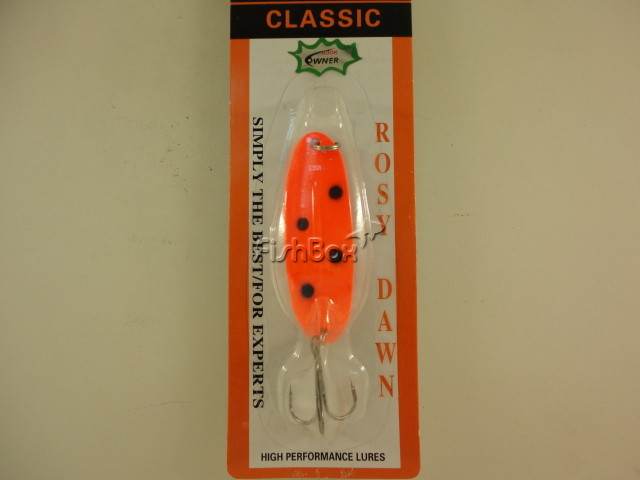 CLASSIC
OWNER
SIMPLY THE BEST/FOR EXPERTS
ROSY DAWN
FishBox
HIGH PERFORMANCE LURES